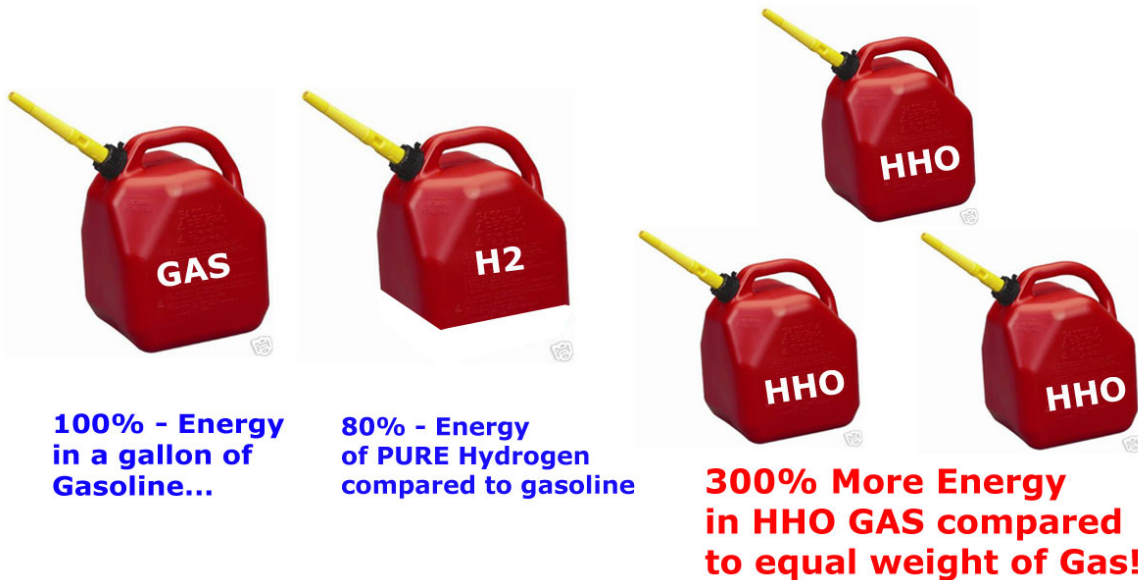 GAS
H2
HHO
HHO
HHO
100% - Energy
in a gallon of
Gasoline...
80% - Energy
of PURE Hydrogen
compared to gasoline
300% More Energy
in HHO GAS compared
to equal weight of Gas!